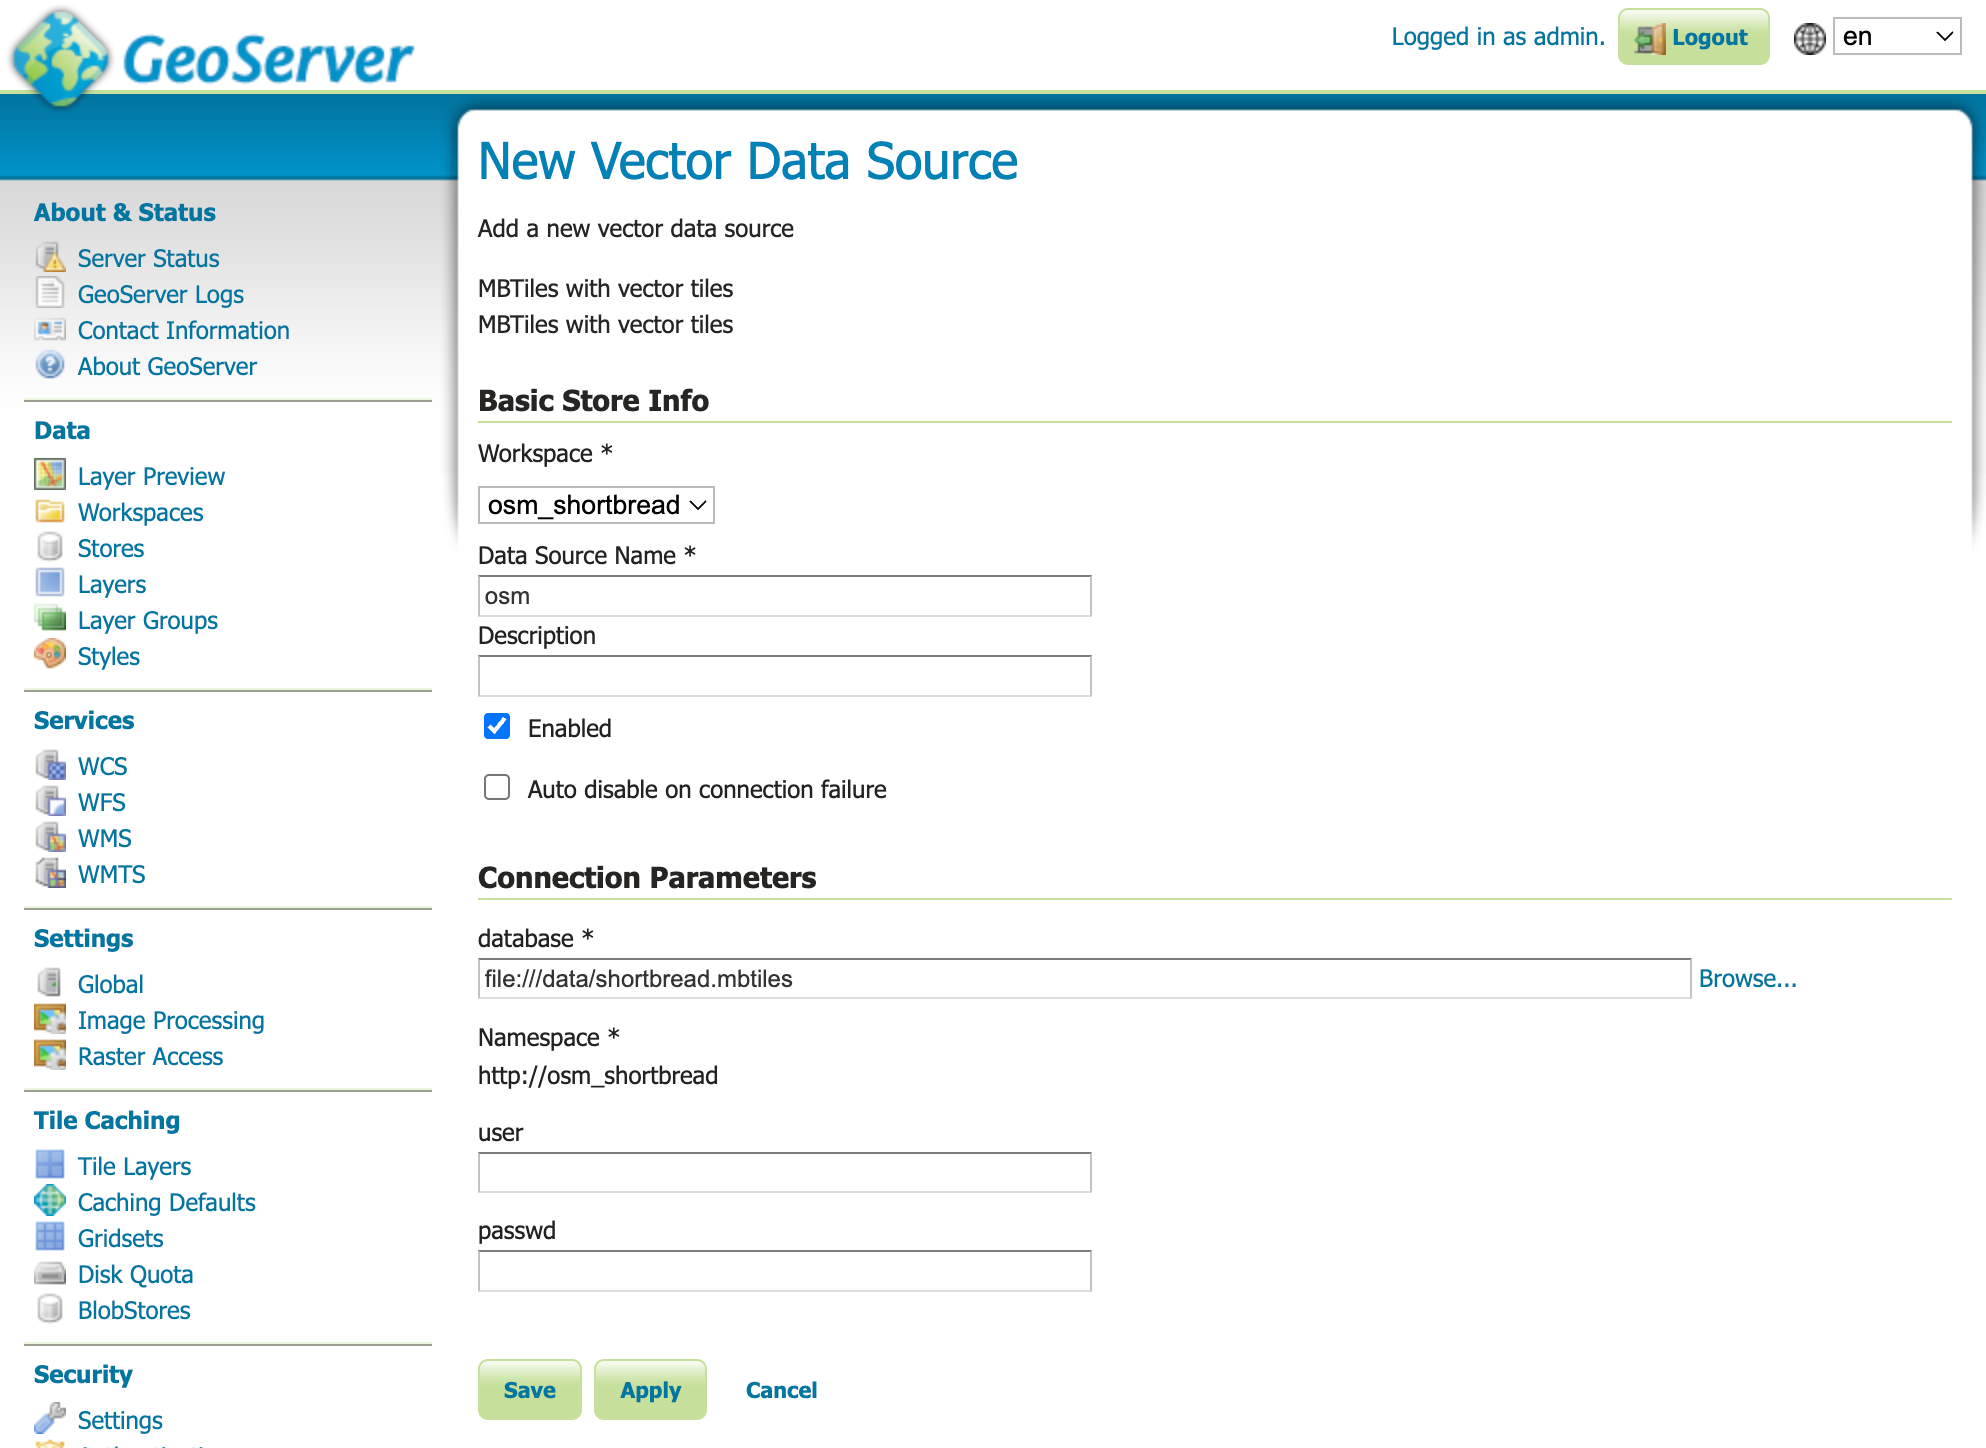 GeoServer
Logged in as admin.
Logout
en
New Vector Data Source
Add a new vector data source
MBTiles with vector tiles
MBTiles with vector tiles
About & Status
Server Status
GeoServer Logs
Contact Information
About GeoServer
Data
Layer Preview
Workspaces
Stores
Layers
Layer Groups
Styles
Services
WCS
WFS
WMS
WMTS
Settings
Global
Image Processing
Raster Access
Tile Caching
Tile Layers
Caching Defaults
Gridsets
Disk Quota
BlobStores
Security
Settings
Basic Store Info
Workspace *
osm_shortbread
Data Source Name *
osm
Description
Enabled
Auto disable on connection failure
Connection Parameters
database *
file:///data/shortbread.mbtiles
Browse...
Namespace *
http://osm_shortbread
user
passwd
Save
Apply
Cancel